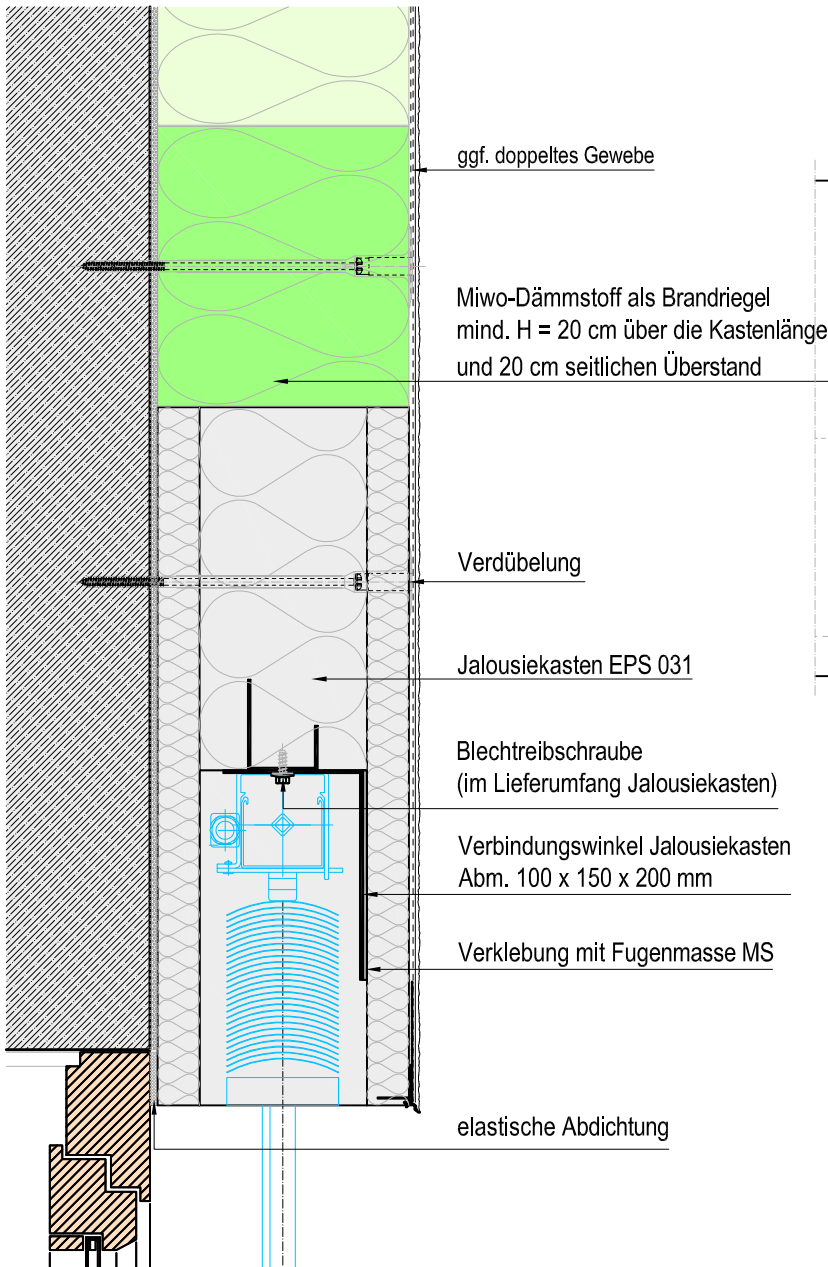 ggf. doppeltes Gewebe
Miwo-Dämmstoff als Brandriegel
mind. H = 20 cm über die Kastenlänge
und 20 cm seitlichen Überstand
Verdübelung
Jalousiekasten EPS 031
Blechtreibschraube
(im Lieferumfang Jalousiekasten)
Verbindungswinkel Jalousiekasten
Abm. 100 x 150 x 200 mm
Verklebung mit Fugenmasse MS
elastische Abdichtung